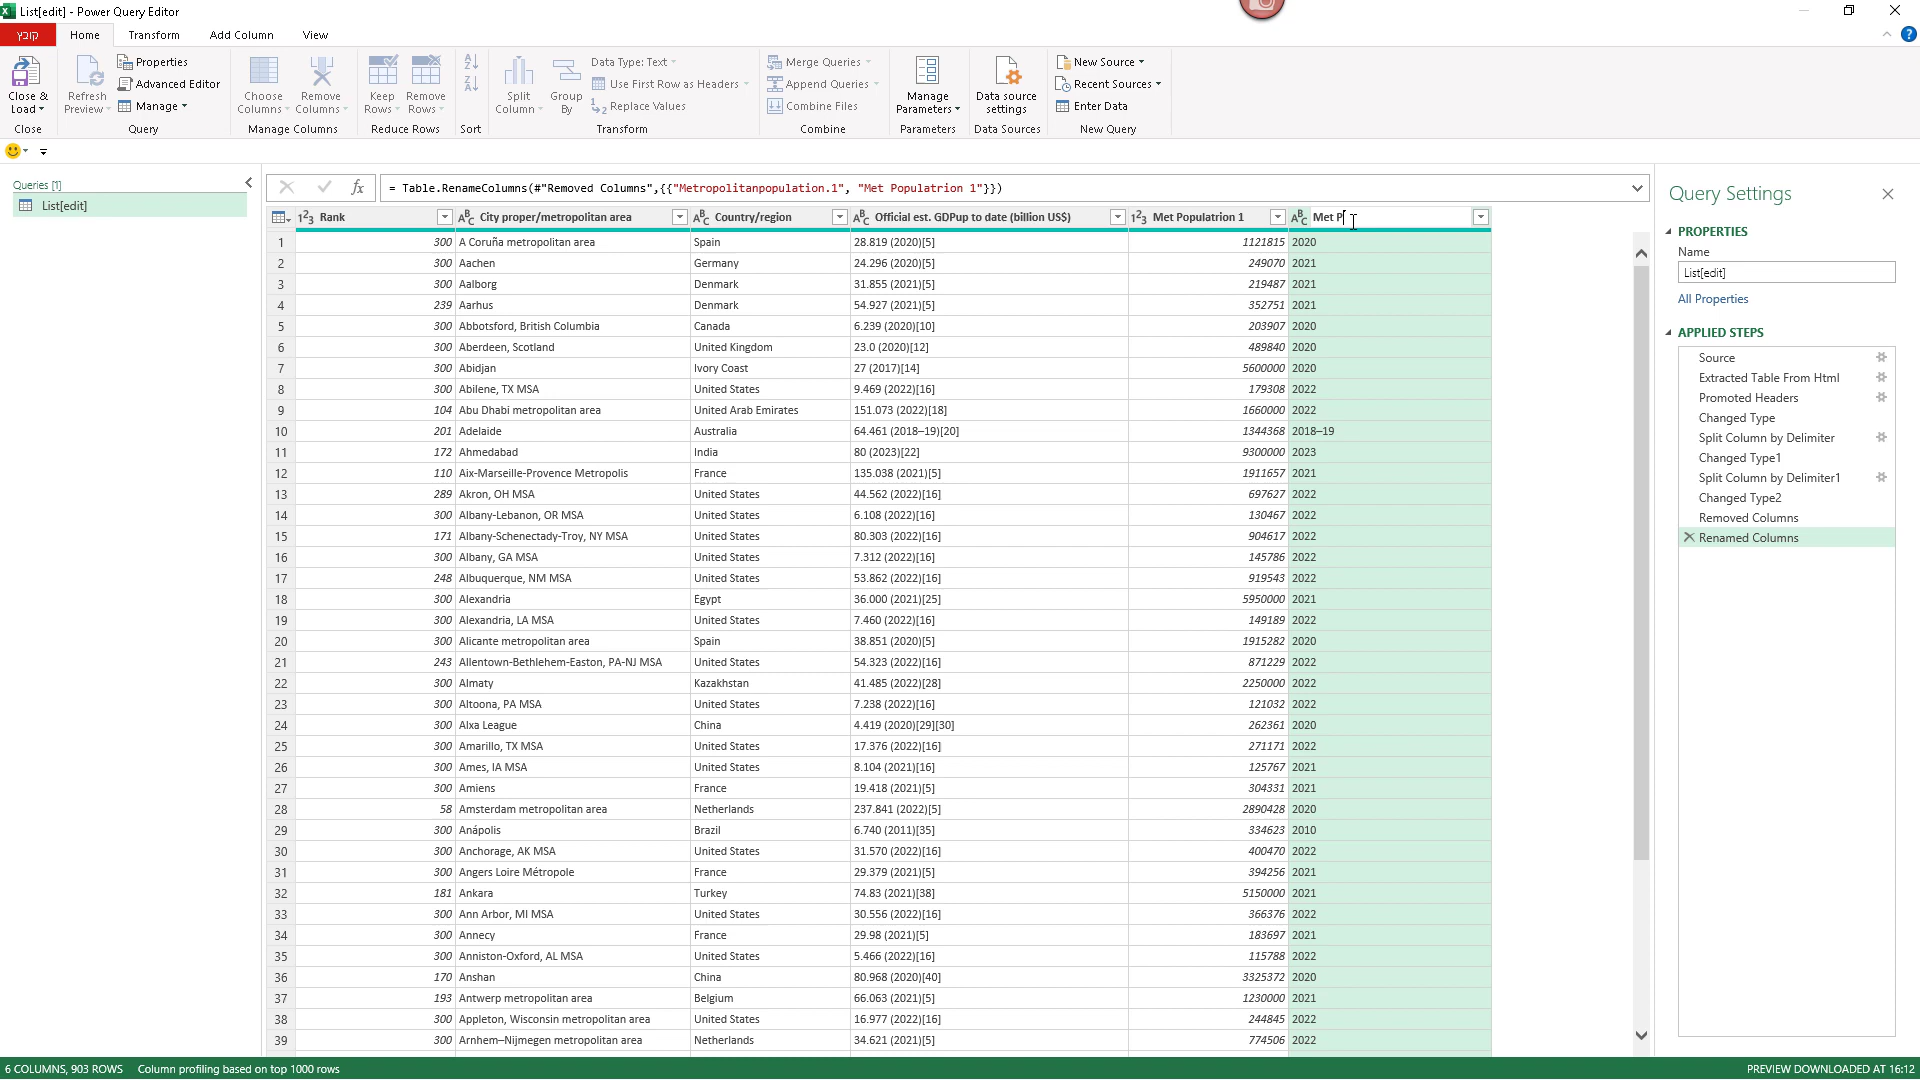 List[edit] - Power Query Editor
קובץ Home Transform Add Column View
Close & Load
Close
Refresh Preview
Properties
Advanced Editor
Manage
Query
Choose Columns
Remove Columns
Manage Columns
Keep Rows
Remove Rows
Reduce Rows
Sort
Split Column
Group By
Data Type: Text
Use First Row as Headers
Replace Values
Transform
Merge Queries
Append Queries
Combine Files
Combine
Manage Parameters
Parameters
Data source settings
Data Sources
New Source
Recent Sources
Enter Data
New Query
Queries [1]
List[edit]
fx = Table.RenameColumns(#"Removed Columns",{{"Metropolitanpopulation.1", "Met Populatrion 1"}})
Rank City proper/metropolitan area Country/region Official est. GDPup to date (billion US$) Met Populatrion 1 Met P
1 300 A Coruña metropolitan area Spain 28.819 (2020)[5] 1121815 2020
2 300 Aachen Germany 24.296 (2020)[5] 249070 2021
3 300 Aalborg Denmark 31.855 (2021)[5] 219487 2021
4 239 Aarhus Denmark 54.927 (2021)[5] 352751 2021
5 300 Abbotsford, British Columbia Canada 6.239 (2020)[10] 203907 2020
6 300 Aberdeen, Scotland United Kingdom 23.0 (2020)[12] 489840 2020
7 300 Abidjan Ivory Coast 27 (2017)[14] 5600000 2020
8 300 Abilene, TX MSA United States 9.469 (2022)[16] 179308 2022
9 104 Abu Dhabi metropolitan area United Arab Emirates 151.073 (2022)[18] 1660000 2022
10 201 Adelaide Australia 64.461 (2018–19)[20] 1344368 2018–19
11 172 Ahmedabad India 80 (2023)[22] 9300000 2023
12 110 Aix-Marseille-Provence Metropolis France 135.038 (2021)[5] 1911657 2021
13 289 Akron, OH MSA United States 44.562 (2022)[16] 697627 2022
14 300 Albany-Lebanon, OR MSA United States 6.108 (2022)[16] 130467 2022
15 171 Albany-Schenectady-Troy, NY MSA United States 80.303 (2022)[16] 904617 2022
16 300 Albany, GA MSA United States 7.312 (2022)[16] 145786 2022
17 248 Albuquerque, NM MSA United States 53.862 (2022)[16] 919543 2022
18 300 Alexandria Egypt 36.000 (2021)[25] 5950000 2021
19 300 Alexandria, LA MSA United States 7.460 (2022)[16] 149189 2022
20 300 Alicante metropolitan area Spain 38.851 (2020)[5] 1915282 2020
21 243 Allentown-Bethlehem-Easton, PA-NJ MSA United States 54.323 (2022)[16] 871229 2022
22 300 Almaty Kazakhstan 41.485 (2022)[28] 2250000 2022
23 300 Altoona, PA MSA United States 7.238 (2022)[16] 121032 2022
24 300 Alxa League China 4.419 (2020)[29][30] 262361 2020
25 300 Amarillo, TX MSA United States 17.376 (2022)[16] 271171 2022
26 300 Ames, IA MSA United States 8.104 (2021)[16] 125767 2021
27 300 Amiens France 19.418 (2021)[5] 304331 2021
28 58 Amsterdam metropolitan area Netherlands 237.841 (2022)[5] 2890428 2020
29 300 Anápolis Brazil 6.740 (2011)[35] 334623 2010
30 300 Anchorage, AK MSA United States 31.570 (2022)[16] 400470 2022
31 300 Angers Loire Métropole France 29.379 (2021)[5] 394256 2021
32 181 Ankara Turkey 74.83 (2021)[38] 5150000 2021
33 300 Ann Arbor, MI MSA United States 30.556 (2022)[16] 366376 2022
34 300 Annecy France 29.98 (2021)[5] 183697 2021
35 300 Anniston-Oxford, AL MSA United States 5.466 (2022)[16] 115788 2022
36 170 Anshan China 80.968 (2020)[40] 3325372 2020
37 193 Antwerp metropolitan area Belgium 66.063 (2021)[5] 1230000 2021
38 300 Appleton, Wisconsin metropolitan area United States 16.977 (2022)[16] 244845 2022
39 300 Arnhem–Nijmegen metropolitan area Netherlands 34.621 (2021)[5] 774506 2022
Query Settings
PROPERTIES
Name
List[edit]
All Properties
APPLIED STEPS
Source
Extracted Table From Html
Promoted Headers
Changed Type
Split Column by Delimiter
Changed Type1
Split Column by Delimiter1
Changed Type2
Removed Columns
Renamed Columns
6 COLUMNS, 903 ROWS Column profiling based on top 1000 rows
PREVIEW DOWNLOADED AT 16:12